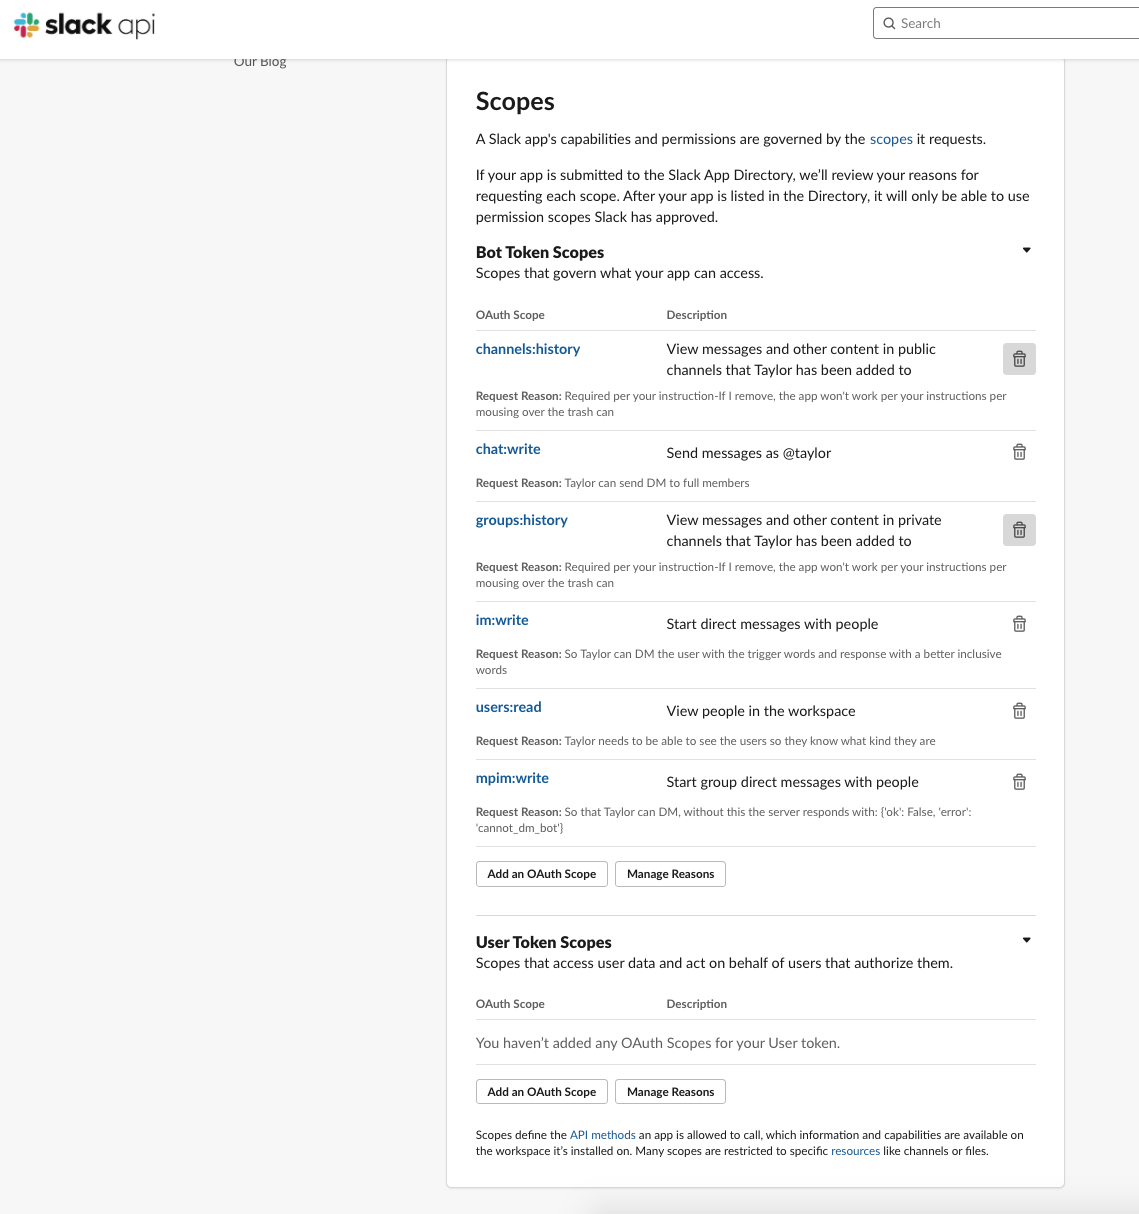 slack api
Search
Our Blog
Scopes
A Slack app's capabilities and permissions are governed by the scopes it requests.
If your app is submitted to the Slack App Directory, we'll review your reasons for
requesting each scope. After your app is listed in the Directory, it will only be able to use
permission scopes Slack has approved.
Bot Token Scopes
Scopes that govern what your app can access.
OAuth Scope Description
channels:history View messages and other content in public
channels that Taylor has been added to
Request Reason: Required per your instruction-If I remove, the app won't work per your instructions per
mousing over the trash can
chat:write Send messages as @taylor
Request Reason: Taylor can send DM to full members
groups:history View messages and other content in private
channels that Taylor has been added to
Request Reason: Required per your instruction-If I remove, the app won't work per your instructions per
mousing over the trash can
im:write Start direct messages with people
Request Reason: So Taylor can DM the user with the trigger words and response with a better inclusive
words
users:read View people in the workspace
Request Reason: Taylor needs to be able to see the users so they know what kind they are
mpim:write Start group direct messages with people
Request Reason: So that Taylor can DM, without this the server responds with: {'ok': False, 'error':
'cannot_dm_bot'}
Add an OAuth Scope Manage Reasons
User Token Scopes
Scopes that access user data and act on behalf of users that authorize them.
OAuth Scope Description
You haven't added any OAuth Scopes for your User token.
Add an OAuth Scope Manage Reasons
Scopes define the API methods an app is allowed to call, which information and capabilities are available on
the workspace it's installed on. Many scopes are restricted to specific resources like channels or files.